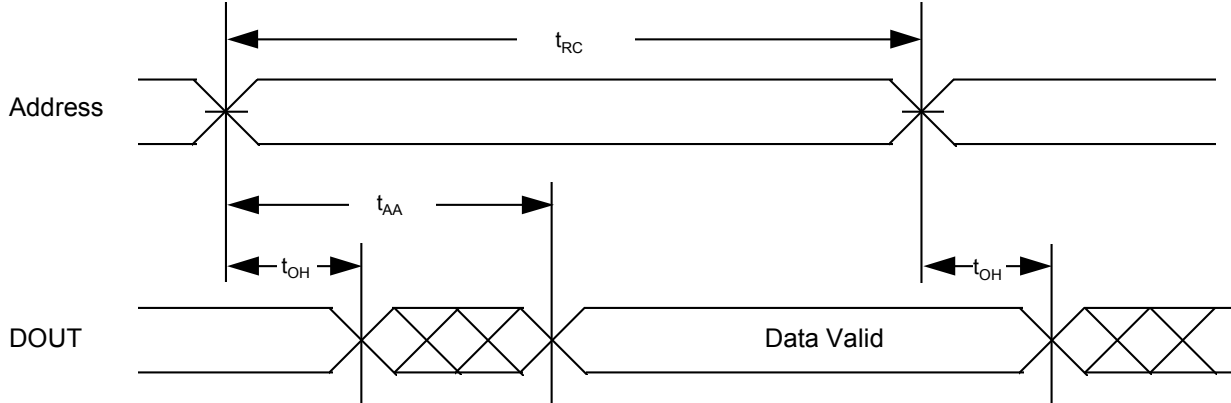 tRC
Address
tAA
tOH
tOH
DOUT
Data Valid